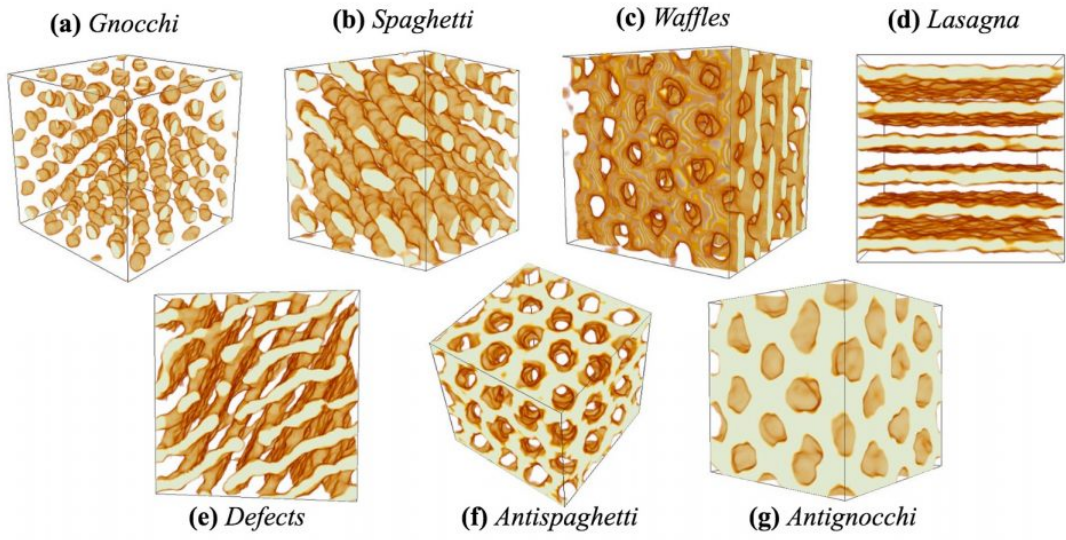 (a) Gnocchi
(b) Spaghetti
(c) Waffles
(d) Lasagna
(e) Defects
(f) Antispaghetti
(g) Antignocchi